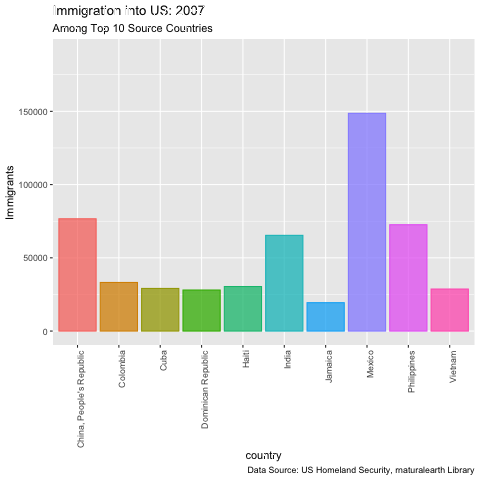 Immigration into US: 2007
Among Top 10 Source Countries
Immigrants
150000
100000
50000
0
China, People's Republic
Colombia
Cuba
Dominican Republic
Haiti
India
Jamaica
Mexico
Philippines
Vietnam
country
Data Source: US Homeland Security, rnaturalearth Library